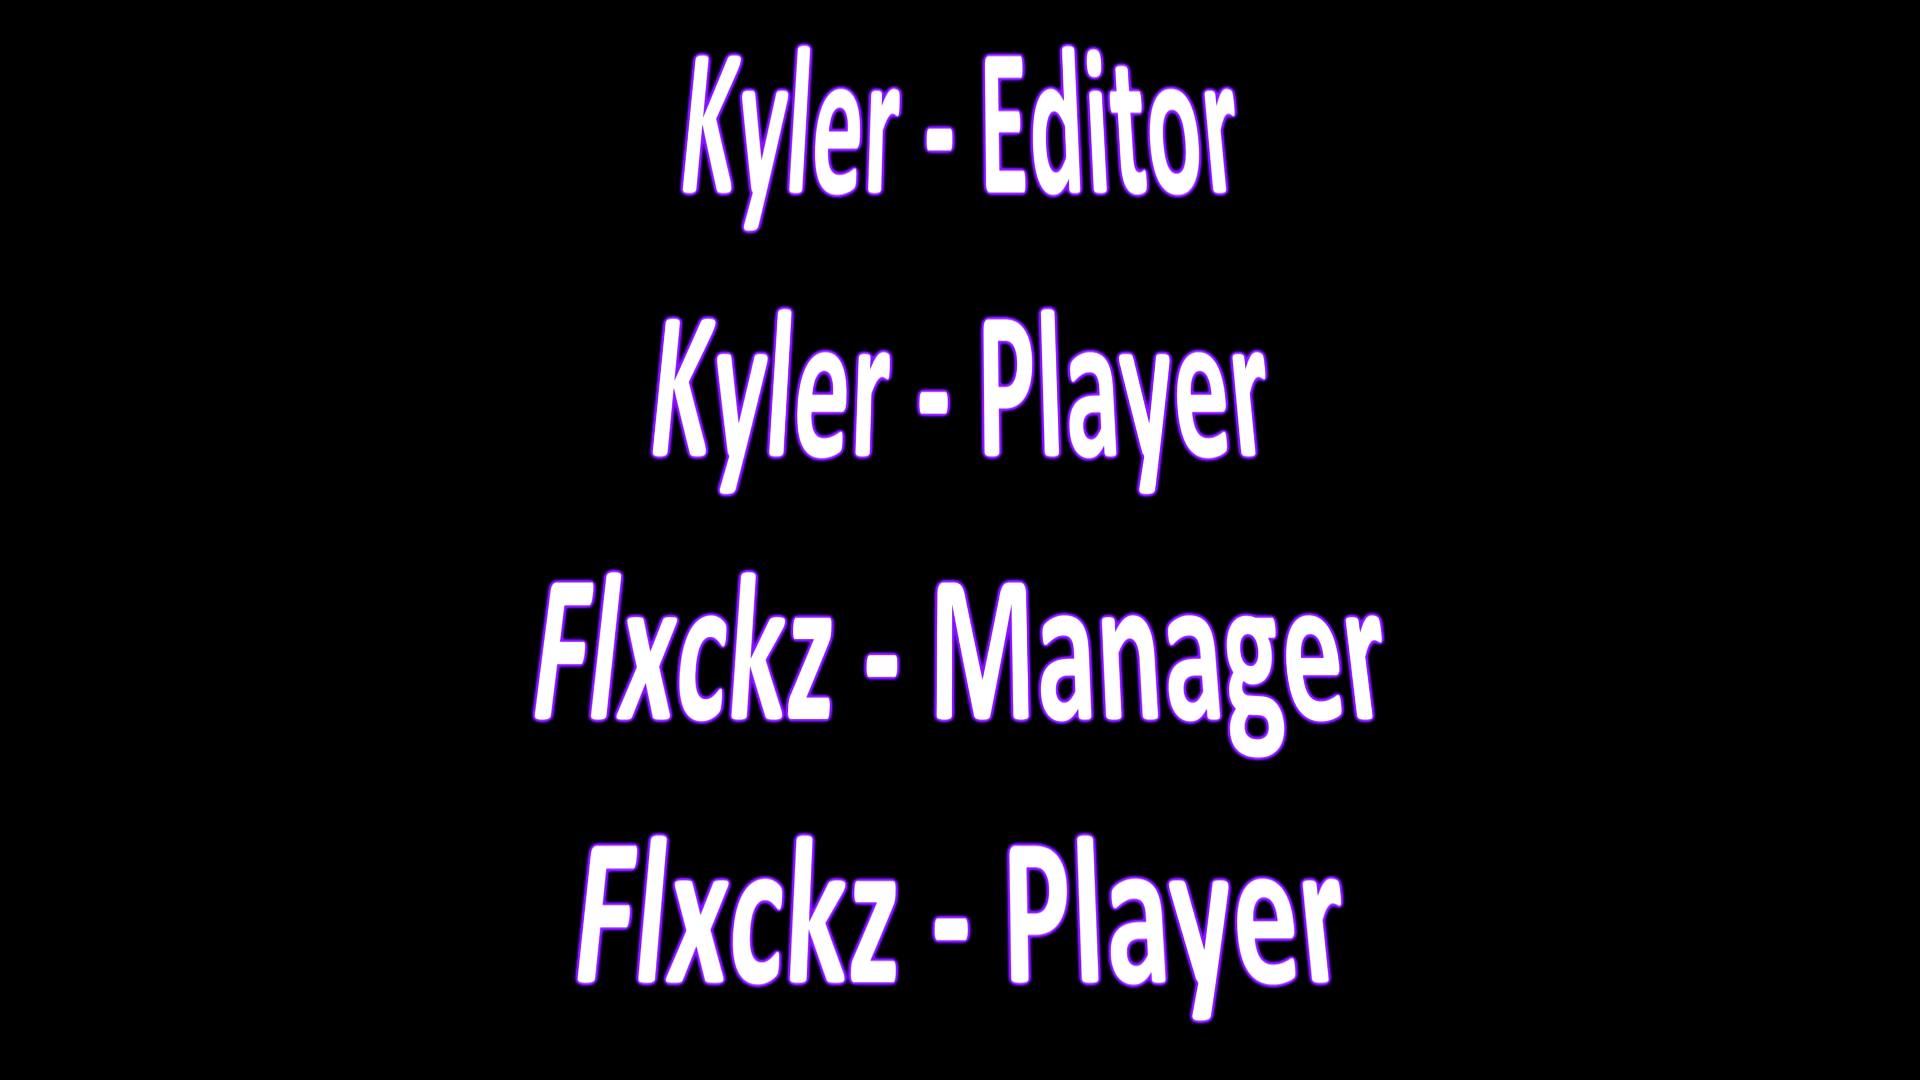 Kyler - Editor
Kyler - Player
Flxckz - Manager
Flxckz - Player